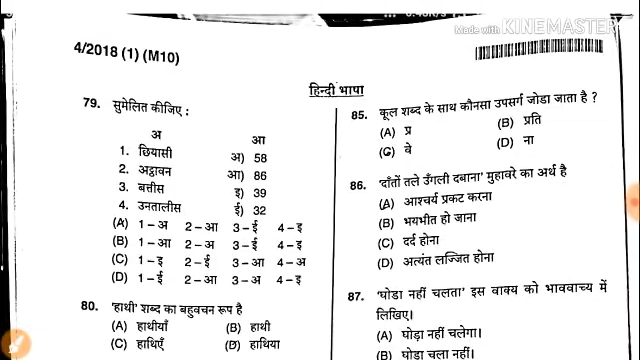 Made with KINEMASTER
4/2018 (1) (M10)
हिन्दी भाषा
79. सुमेलित कीजिए :
अ आ
1. छियासी अ) 58
2. अट्ठावन आ) 86
3. बत्तीस इ) 39
4. उनतालीस ई) 32
(A) 1 – अ 2 – आ 3 – ई 4 – इ
(B) 1 – आ 2 – अ 3 – ई 4 – इ
(C) 1 – इ 2 – ई 3 – आ 4 – अ
(D) 1 – ई 2 – आ 3 – अ 4 – इ
80. 'हाथी' शब्द का बहुवचन रूप है
(A) हाथीयाँ (B) हाथी
(C) हाथिएँ (D) हाथिया
85. कूल शब्द के साथ कौनसा उपसर्ग जोडा जाता है ?
(A) प्र (B) प्रति
(C) वे (D) ना
86. 'दाँतों तले उँगली दबाना' मुहावरे का अर्थ है
(A) आश्चर्य प्रकट करना
(B) भयभीत हो जाना
(C) दर्द होना
(D) अत्यंत लज्जित होना
87. 'घोडा नहीं चलता' इस वाक्य को भाववाच्य में
लिखिए।
(A) घोड़ा नहीं चलेगा।
(B) घोडा चला नहीं।